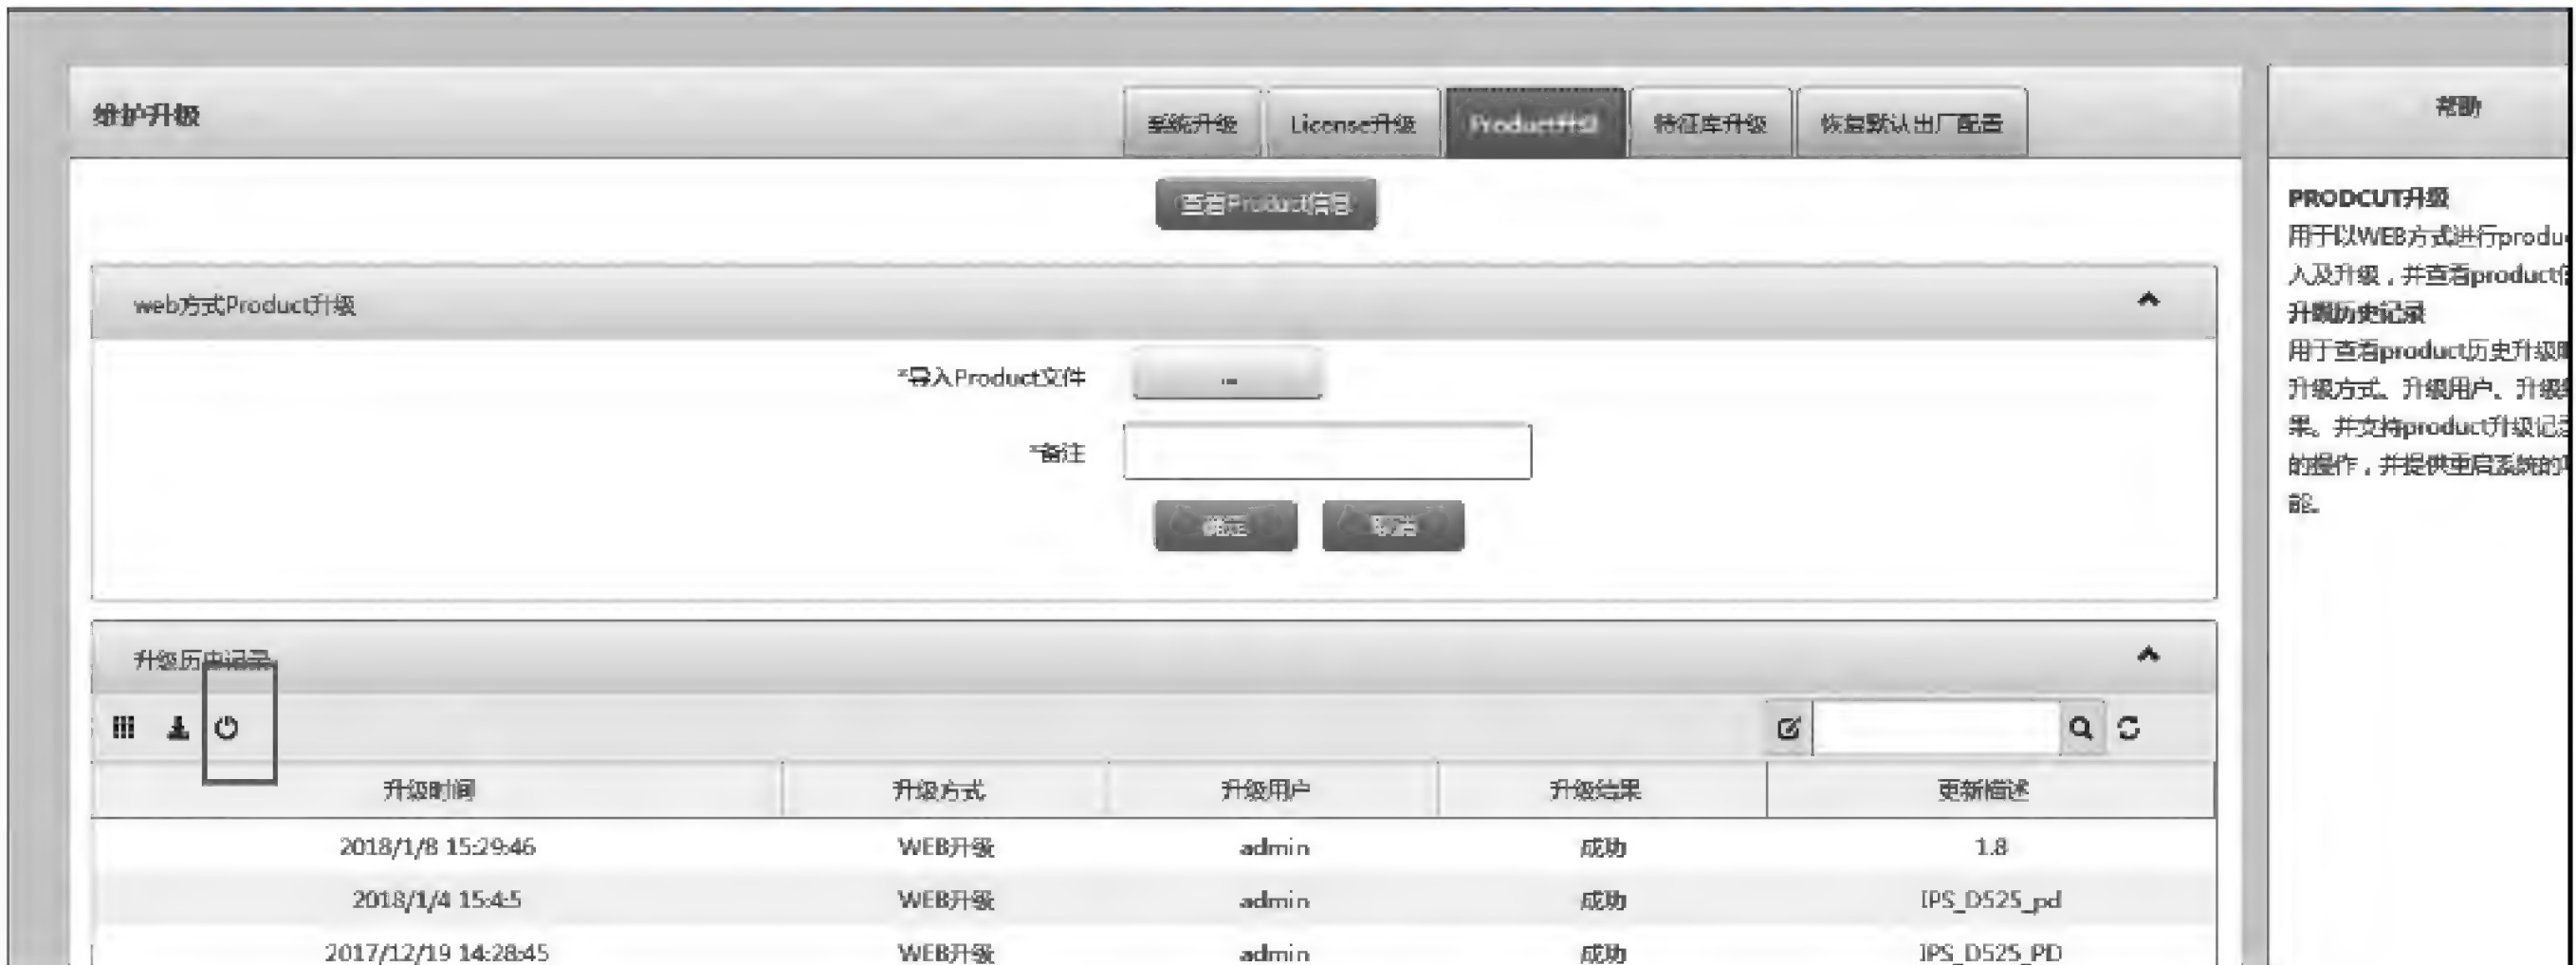 维护升级
系统升级 License升级 Product升级 特征库升级 恢复默认出厂配置
帮助
查看Product信息
web方式Product升级
*导入Product文件
...
*备注
确定 取消
升级历史记录
升级时间 升级方式 升级用户 升级结果 更新描述
2018/1/8 15:29:46 WEB升级 admin 成功 1.8
2018/1/4 15:4:5 WEB升级 admin 成功 IPS_D525_pd
2017/12/19 14:28:45 WEB升级 admin 成功 IPS_D525_PD
PRODCUT升级
用于以WEB方式进行produc
入及升级，并查看product
升级历史记录
用于查看product历史升级
升级方式、升级用户、升级
果。并支持product升级记
的操作，并提供重启系统的
能。